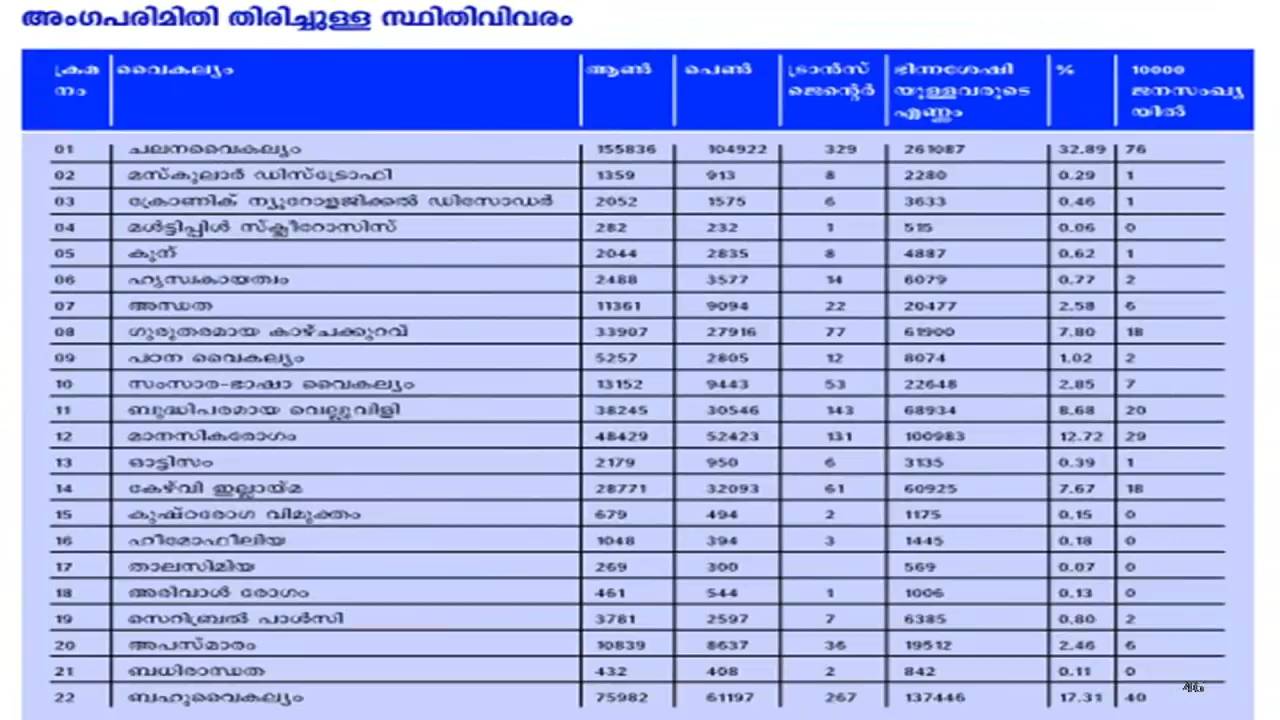 അംഗപരിമിതി തിരിച്ചുള്ള സ്ഥിതിവിവരം
ക്രമ നം വൈകല്യം ആൺ പെൺ ട്രാൻസ് ജെന്റെർ ഭിന്നശേഷി യുള്ളവരുടെ എണ്ണം % 10000 ജനസംഖ്യ യിൽ
01 ചലനവൈകല്യം 155836 104922 329 261087 32.89 76
02 മസ്കുലാർ ഡിസ്ട്രോഫി 1359 913 8 2280 0.29 1
03 ക്രോണിക് ന്യൂറോളജിക്കൽ ഡിസോഡർ 2052 1575 6 3633 0.46 1
04 മൾട്ടിപ്പിൾ സ്ക്ലീറോസിസ് 282 232 1 515 0.06 0
05 കൂന് 2044 2835 8 4887 0.62 1
06 ഹൃസ്വകായത്വം 2488 3577 14 6079 0.77 2
07 അന്ധത 11361 9094 22 20477 2.58 6
08 ഗുരുതരമായ കാഴ്ചക്കുറവ് 33907 27916 77 61900 7.80 18
09 പഠന വൈകല്യം 5257 2805 12 8074 1.02 2
10 സംസാര-ഭാഷാ വൈകല്യം 13152 9443 53 22648 2.85 7
11 ബുദ്ധിപരമായ വെല്ലുവിളി 38245 30546 143 68934 8.68 20
12 മാനസികരോഗം 48429 52423 131 100983 12.72 29
13 ഓട്ടിസം 2179 950 6 3135 0.39 1
14 കേഴ്‌വി ഇല്ലായ്മ 28771 32093 61 60925 7.67 18
15 കുഷ്ഠരോഗ വിമുക്തം 679 494 2 1175 0.15 0
16 ഹീമോഫീലിയ 1048 394 3 1445 0.18 0
17 താലസിമിയ 269 300 569 0.07 0
18 അരിവാൾ രോഗം 461 544 1 1006 0.13 0
19 സെറിബ്രൽ പാൾസി 3781 2597 7 6385 0.80 2
20 അപസ്മാരം 10839 8637 36 19512 2.46 6
21 ബധിരാന്ധത 432 408 2 842 0.11 0
22 ബഹുവൈകല്യം 75982 61197 267 137446 17.31 40